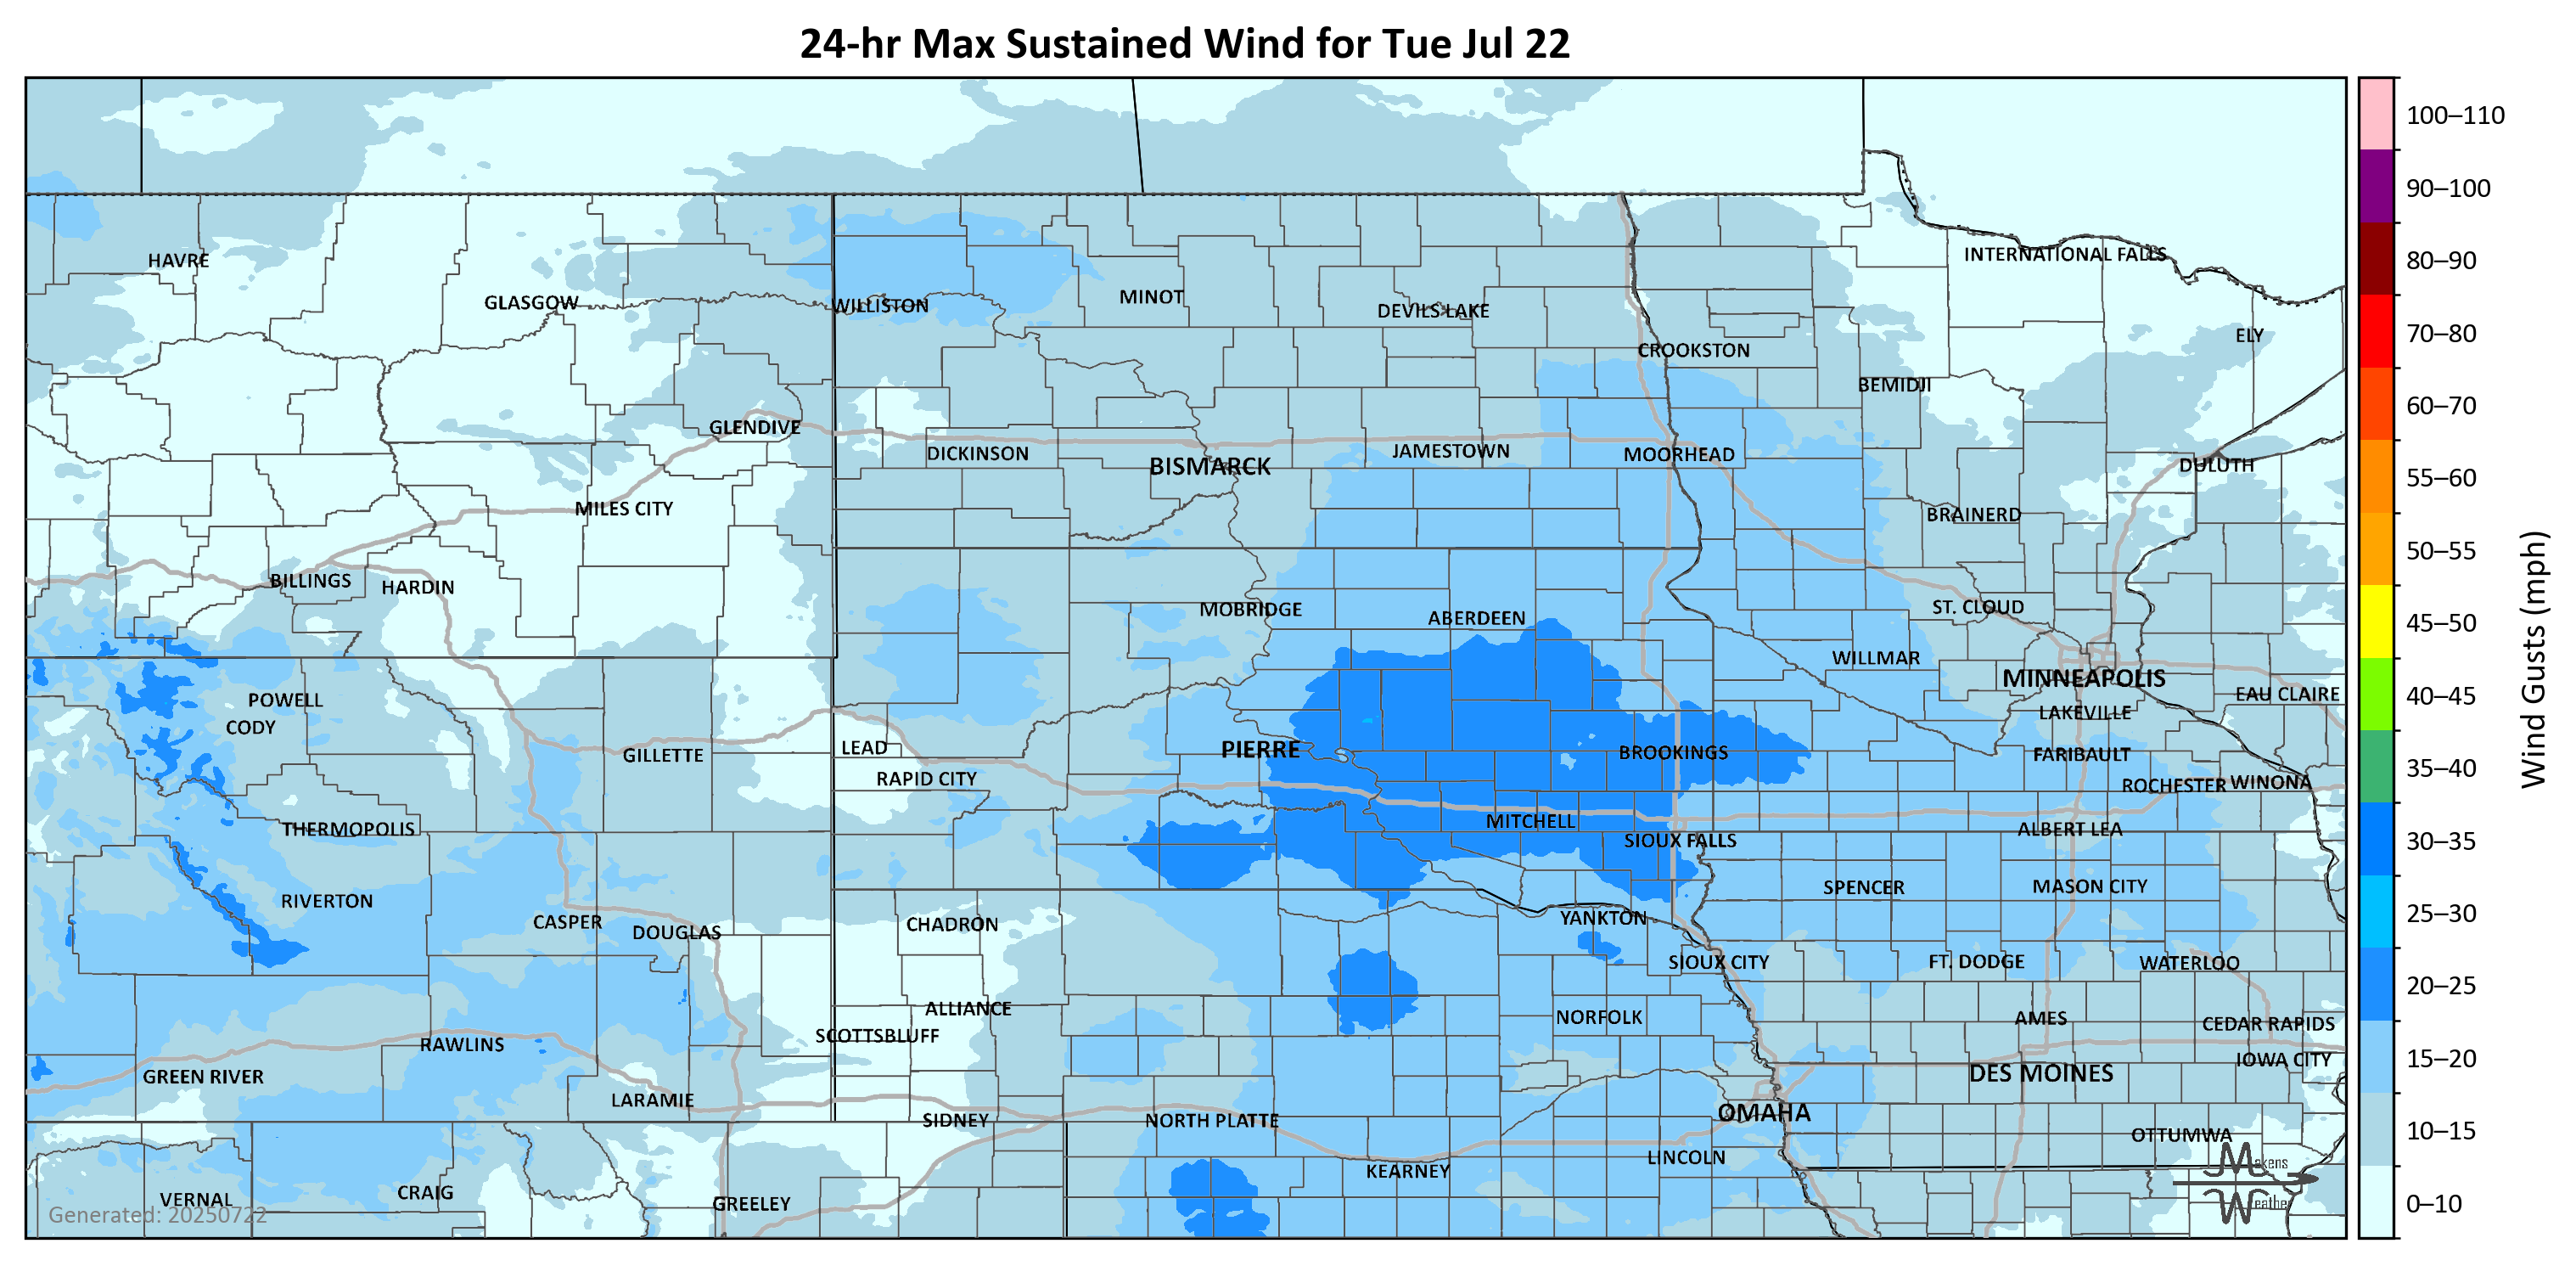 24-hr Max Sustained Wind for Tue Jul 22
100–110
90–100
80–90
70–80
60–70
55–60
50–55
45–50
40–45
35–40
30–35
25–30
20–25
15–20
10–15
0–10
Wind Gusts (mph)
HAVRE
GLASGOW
WILLISTON
MINOT
DEVILS LAKE
CROOKSTON
INTERNATIONAL FALLS
ELY
BEMIDJI
GLENDIVE
DICKINSON
BISMARCK
JAMESTOWN
MOORHEAD
DULUTH
MILES CITY
BRAINERD
BILLINGS
HARDIN
MOBRIDGE
ABERDEEN
ST. CLOUD
WILLMAR
MINNEAPOLIS
EAU CLAIRE
POWELL
CODY
LAKEVILLE
GILLETTE
LEAD
PIERRE
BROOKINGS
FARIBAULT
RAPID CITY
ROCHESTER
WINONA
THERMOPOLIS
MITCHELL
ALBERT LEA
SIOUX FALLS
RIVERTON
SPENCER
MASON CITY
CASPER
DOUGLAS
CHADRON
YANKTON
SIOUX CITY
FT. DODGE
WATERLOO
ALLIANCE
NORFOLK
AMES
CEDAR RAPIDS
SCOTTSBLUFF
RAWLINS
IOWA CITY
GREEN RIVER
DES MOINES
LARAMIE
SIDNEY
NORTH PLATTE
OMAHA
OTTUMWA
KEARNEY
LINCOLN
VERNAL
CRAIG
GREELEY
Generated: 20250722
Makens
Weather